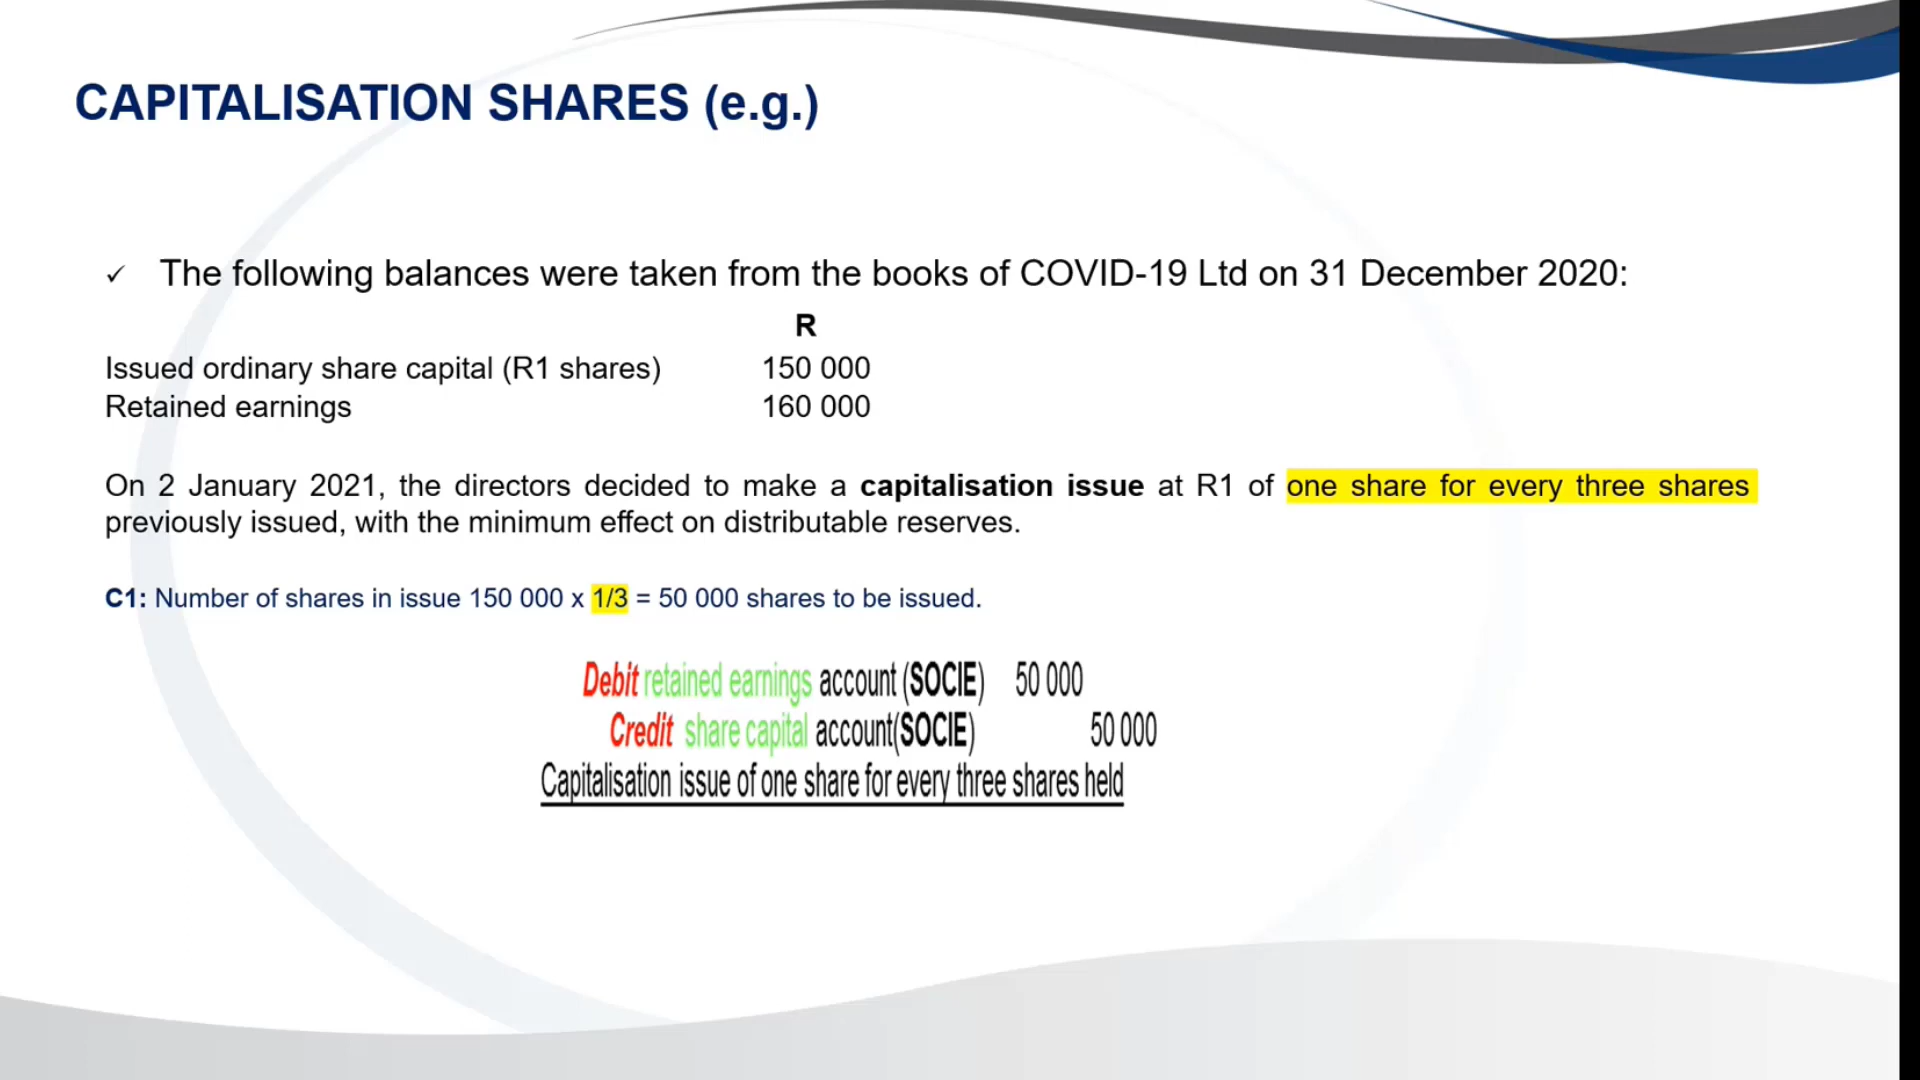 CAPITALISATION SHARES (e.g.)
✓ The following balances were taken from the books of COVID-19 Ltd on 31 December 2020:
R
Issued ordinary share capital (R1 shares) 150 000
Retained earnings 160 000
On 2 January 2021, the directors decided to make a capitalisation issue at R1 of one share for every three shares
previously issued, with the minimum effect on distributable reserves.
C1: Number of shares in issue 150 000 x 1/3 = 50 000 shares to be issued.
Debit retained earnings account (SOCIE) 50 000
Credit share capital account(SOCIE) 50 000
Capitalisation issue of one share for every three shares held